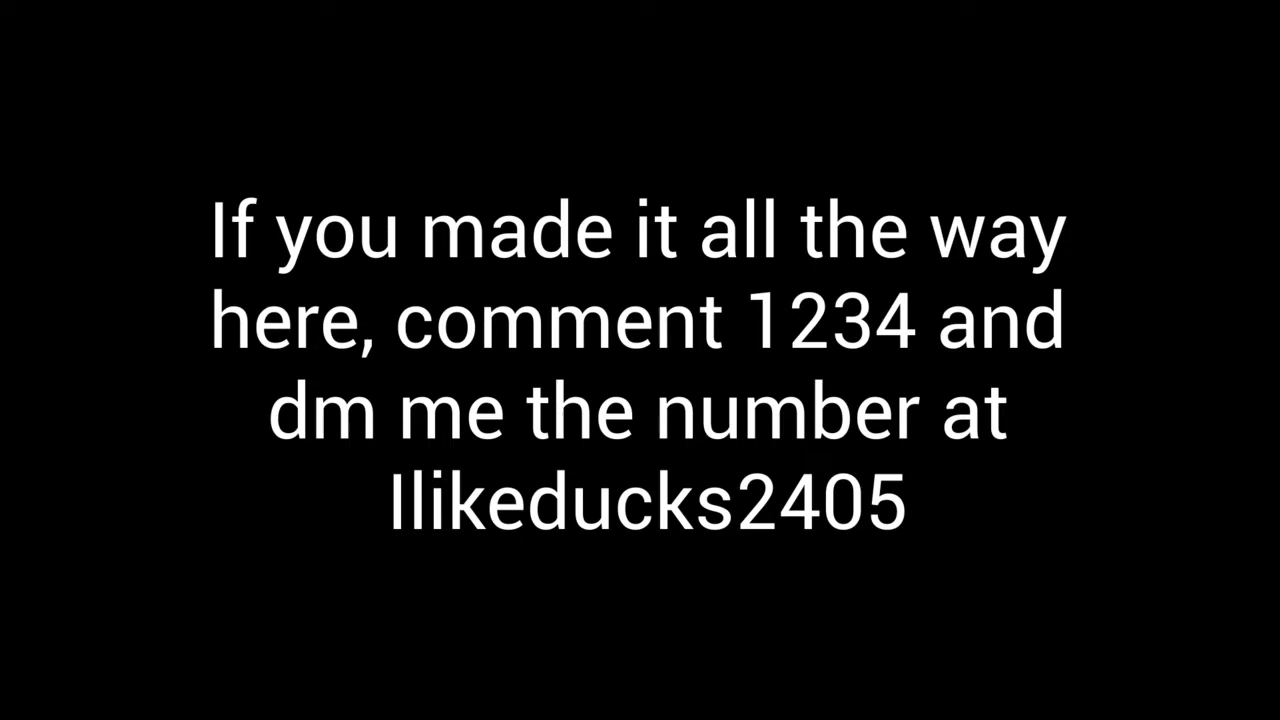 If you made it all the way
here, comment 1234 and
dm me the number at
Ilikeducks2405